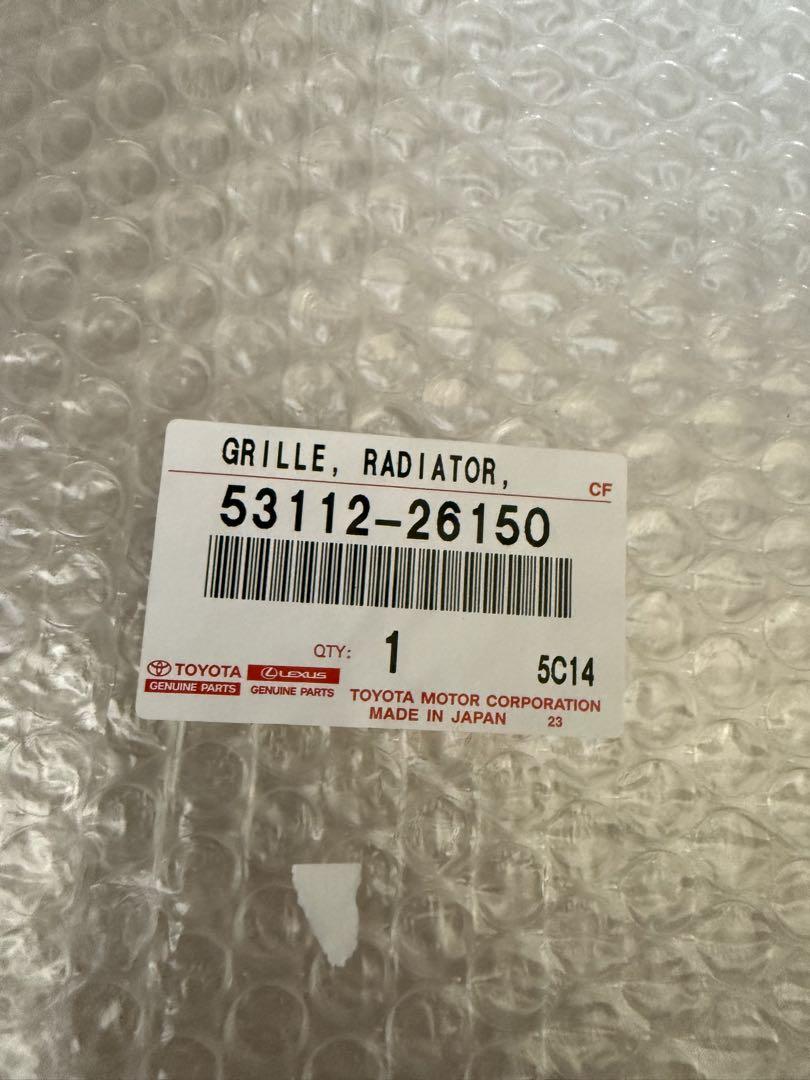 GRILLE, RADIATOR,
CF
53112-26150
QTY: 1
5C14
TOYOTA
GENUINE PARTS
LEXUS
GENUINE PARTS
TOYOTA MOTOR CORPORATION
MADE IN JAPAN 23